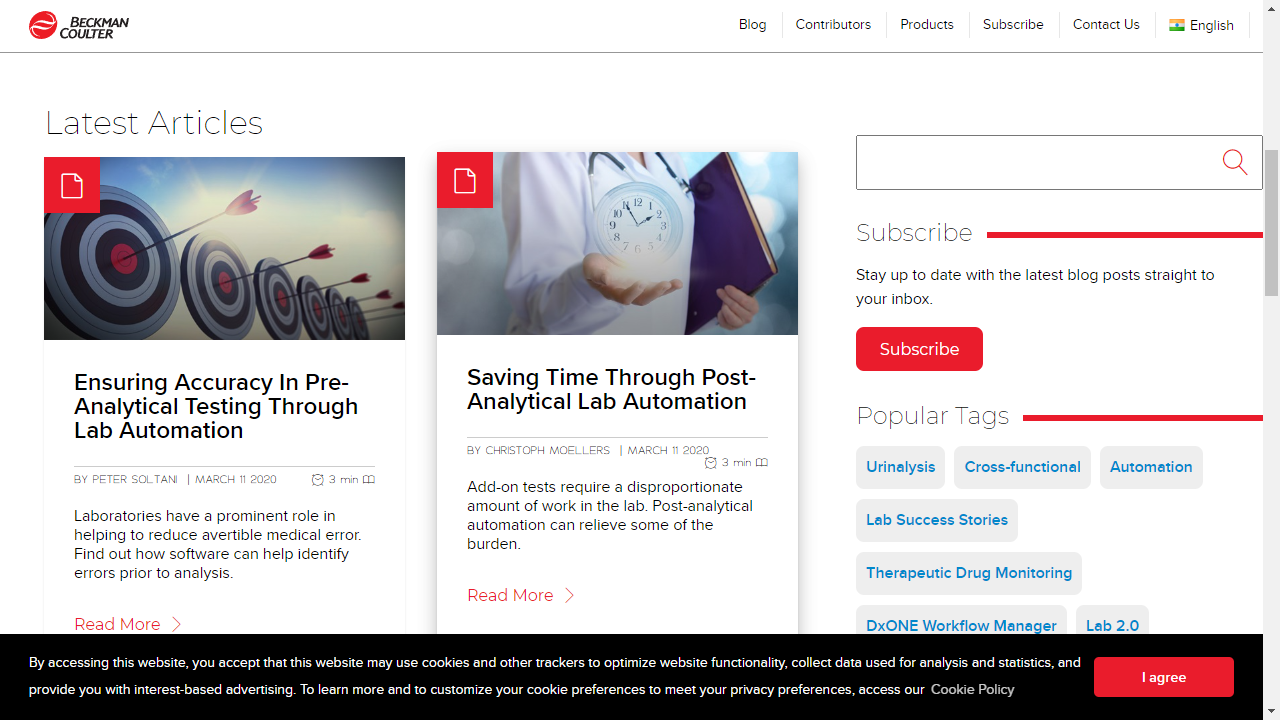 BECKMAN
COULTER
Blog
Contributors
Products
Subscribe
Contact Us
English
Latest Articles
Ensuring Accuracy In Pre-
Analytical Testing Through
Lab Automation
BY PETER SOLTANI | MARCH 11 2020 3 min
Laboratories have a prominent role in
helping to reduce avertible medical error.
Find out how software can help identify
errors prior to analysis.
Read More
12
Saving Time Through Post-
Analytical Lab Automation
BY CHRISTOPH MOELLERS | MARCH 11 2020
3 min
Add-on tests require a disproportionate
amount of work in the lab. Post-analytical
automation can relieve some of the
burden.
Read More
Subscribe
Stay up to date with the latest blog posts straight to
your inbox.
Subscribe
Popular Tags
Urinalysis
Cross-functional
Automation
Lab Success Stories
Therapeutic Drug Monitoring
DxONE Workflow Manager
Lab 2.0
By accessing this website, you accept that this website may use cookies and other trackers to optimize website functionality, collect data used for analysis and statistics, and
provide you with interest-based advertising. To learn more and to customize your cookie preferences to meet your privacy preferences, access our Cookie Policy
I agree